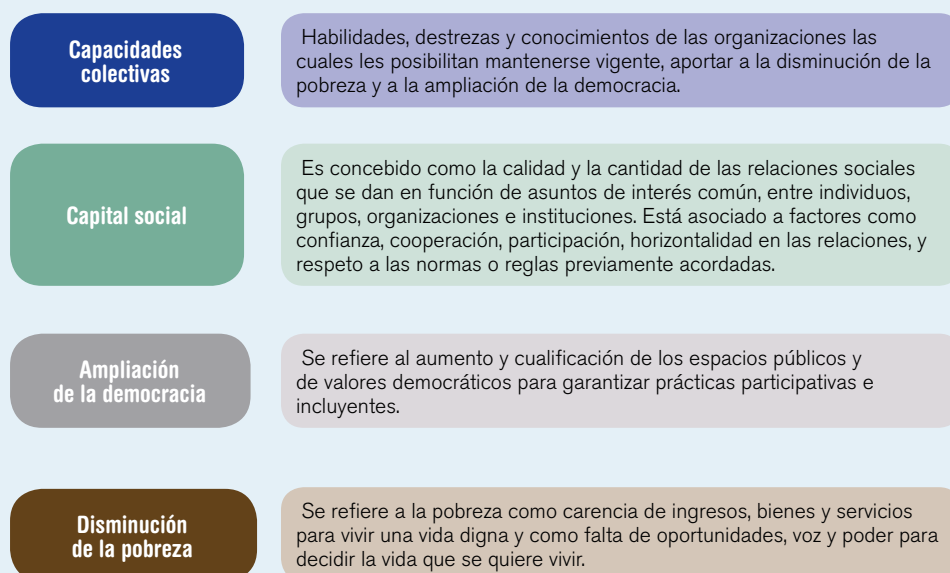 Capacidades
colectivas
Habilidades, destrezas y conocimientos de las organizaciones las
cuales les posibilitan mantenerse vigente, aportar a la disminución de la
pobreza y a la ampliación de la democracia.
Capital social
Es concebido como la calidad y la cantidad de las relaciones sociales
que se dan en función de asuntos de interés común, entre individuos,
grupos, organizaciones e instituciones. Está asociado a factores como
confianza, cooperación, participación, horizontalidad en las relaciones, y
respeto a las normas o reglas previamente acordadas.
Ampliación
de la democracia
Se refiere al aumento y cualificación de los espacios públicos y
de valores democráticos para garantizar prácticas participativas e
incluyentes.
Disminución
de la pobreza
Se refiere a la pobreza como carencia de ingresos, bienes y servicios
para vivir una vida digna y como falta de oportunidades, voz y poder para
decidir la vida que se quiere vivir.